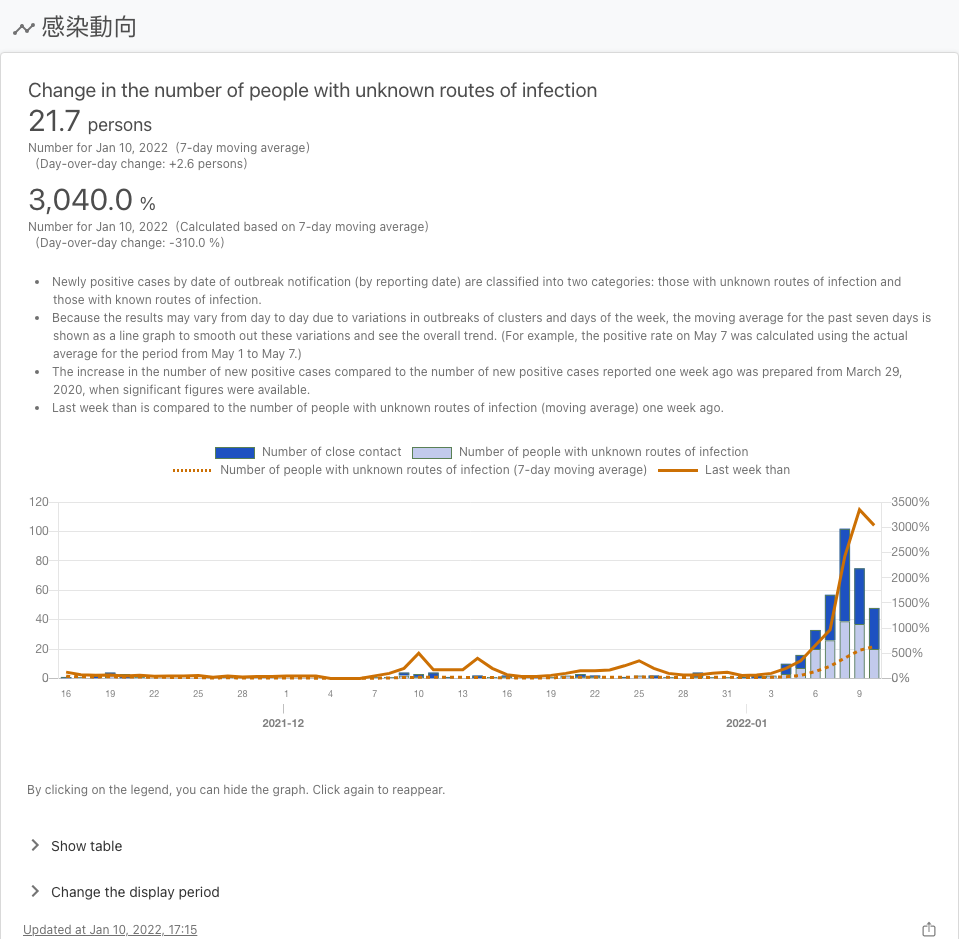 感染動向
Change in the number of people with unknown routes of infection
21.7 persons
Number for Jan 10, 2022 (7-day moving average)
(Day-over-day change: +2.6 persons)
3,040.0 %
Number for Jan 10, 2022 (Calculated based on 7-day moving average)
(Day-over-day change: -310.0 %)
• Newly positive cases by date of outbreak notification (by reporting date) are classified into two categories: those with unknown routes of infection and
those with known routes of infection.
• Because the results may vary from day to day due to variations in outbreaks of clusters and days of the week, the moving average for the past seven days is
shown as a line graph to smooth out these variations and see the overall trend. (For example, the positive rate on May 7 was calculated using the actual
average for the period from May 1 to May 7.)
• The increase in the number of new positive cases compared to the number of new positive cases reported one week ago was prepared from March 29,
2020, when significant figures were available.
• Last week than is compared to the number of people with unknown routes of infection (moving average) one week ago.
Number of close contact Number of people with unknown routes of infection
Number of people with unknown routes of infection (7-day moving average) Last week than
120 3500%
100 3000%
80 2500%
2000%
60 1500%
40 1000%
20 500%
0 0%
16 19 22 25 28 1 4 7 10 13 16 19 22 25 28 31 3 6 9
2021-12 2022-01
By clicking on the legend, you can hide the graph. Click again to reappear.
Show table
Change the display period
Updated at Jan 10, 2022, 17:15